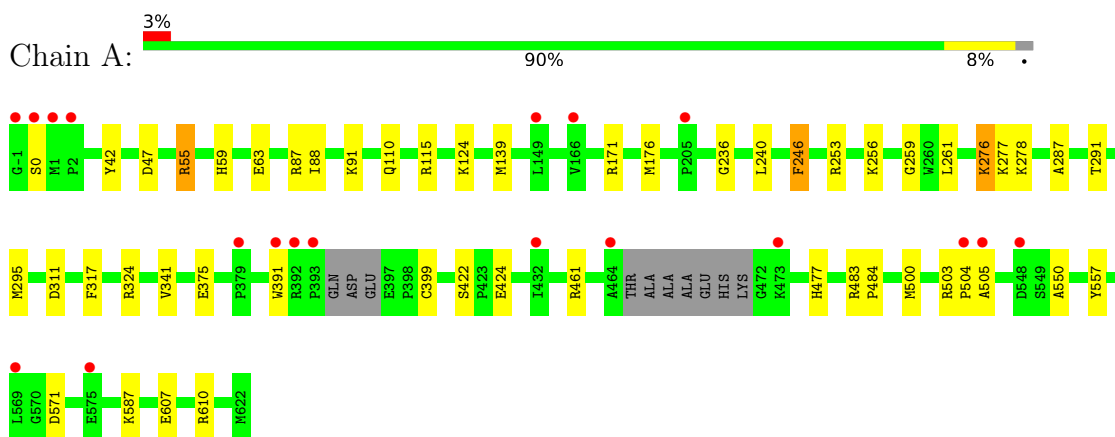 3%
Chain A:
90%
8%
•
G-1 S0 M1 P2 Y42 D47 R55 H59 E63 R87 I88 K91 Q110 R115 K124 M139 L149 V166 R171 M176 P205 G236 L240 F246 R253 K256 G259 W260 L261 K276 K277 K278 A287 T291
M295 D311 F317 R324 V341 E375 P379 W391 R392 P393 GLN ASP GLU E397 P398 C399 S422 P423 E424 I432 R461 A464 THR ALA ALA ALA GLU HIS LYS G472 K473 H477 R483 P484 M500 R503 P504 A505 D548 S549 A550 Y557
L569 G570 D571 E575 K587 E607 R610 M622